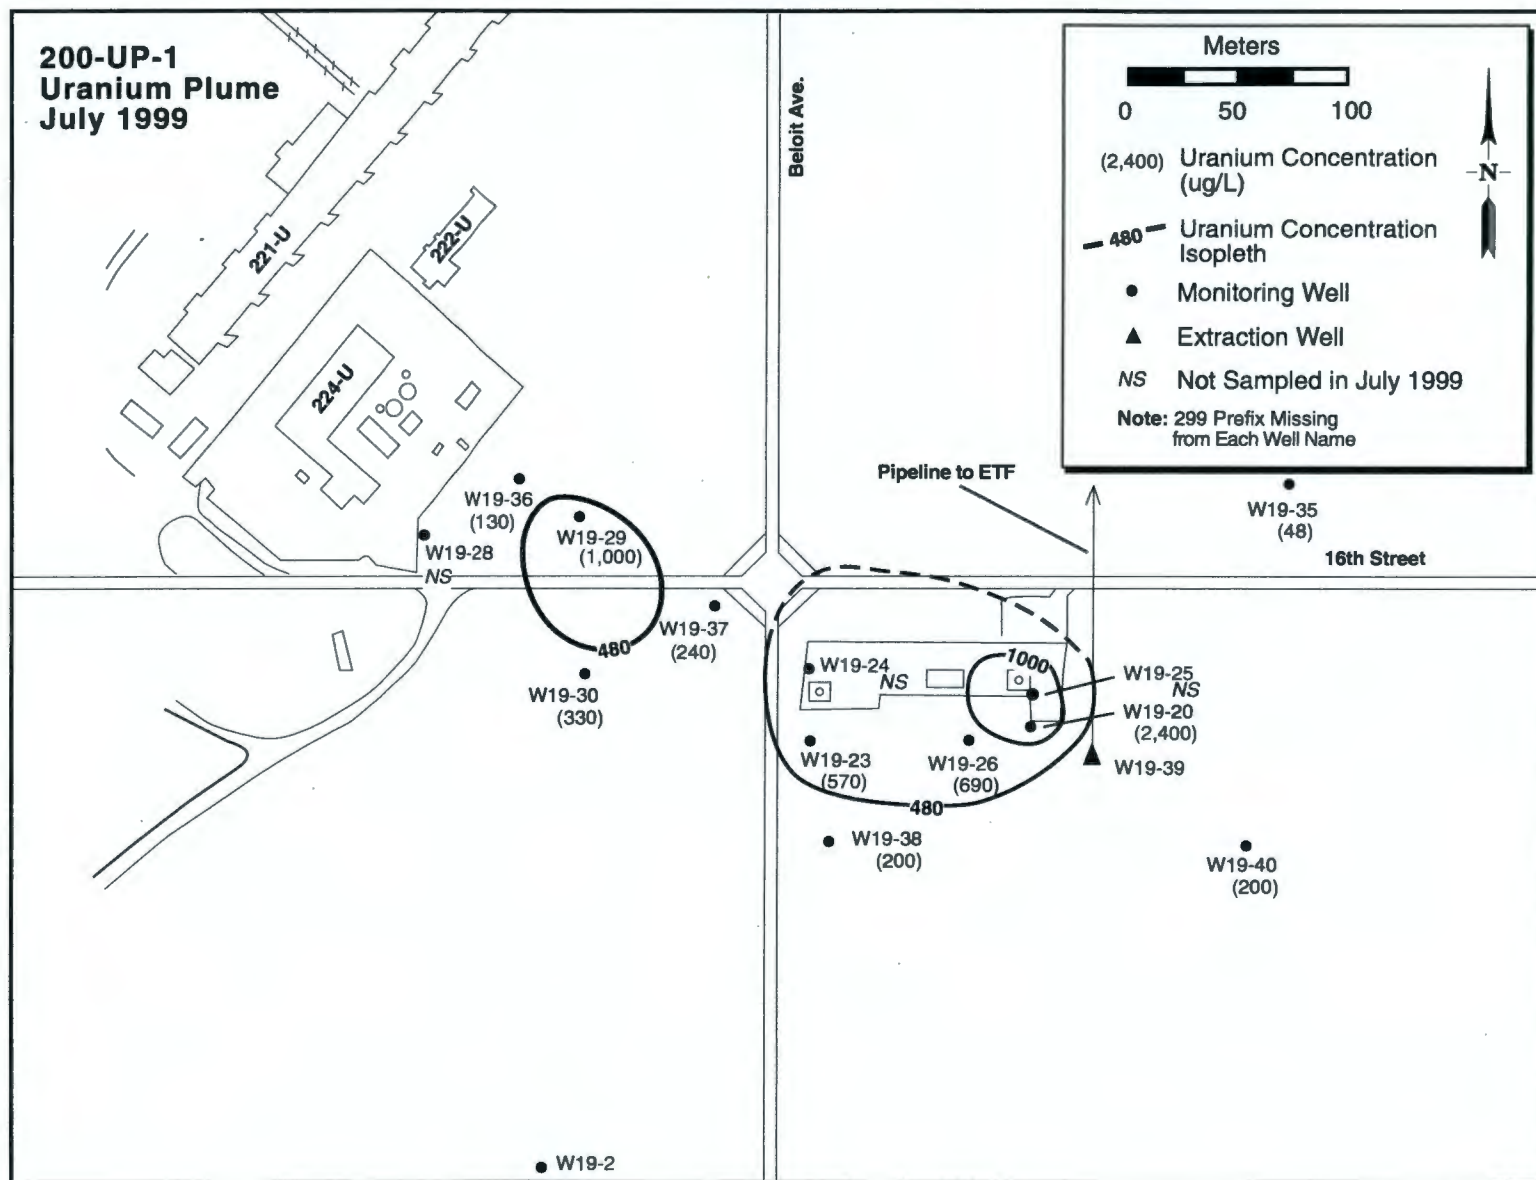 200-UP-1
Uranium Plume
July 1999
Beloit Ave.
Meters
0 50 100
(2,400) Uranium Concentration
(ug/L)
480 Uranium Concentration
Isopleth
Monitoring Well
Extraction Well
NS Not Sampled in July 1999
Note: 299 Prefix Missing
from Each Well Name
N
221-U
222-U
224-U
Pipeline to ETF
W19-36
(130)
W19-29
(1,000)
W19-28
NS
W19-35
(48)
16th Street
W19-37
(240)
480
W19-30
(330)
W19-24
NS
1000
W19-25
NS
W19-20
(2,400)
W19-23
(570)
W19-26
(690)
W19-39
480
W19-38
(200)
W19-40
(200)
W19-2